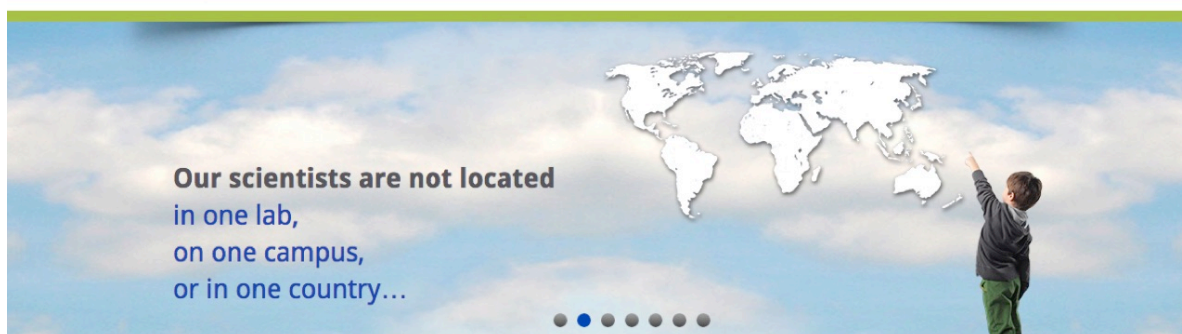 Our scientists are not located
in one lab,
on one campus,
or in one country…